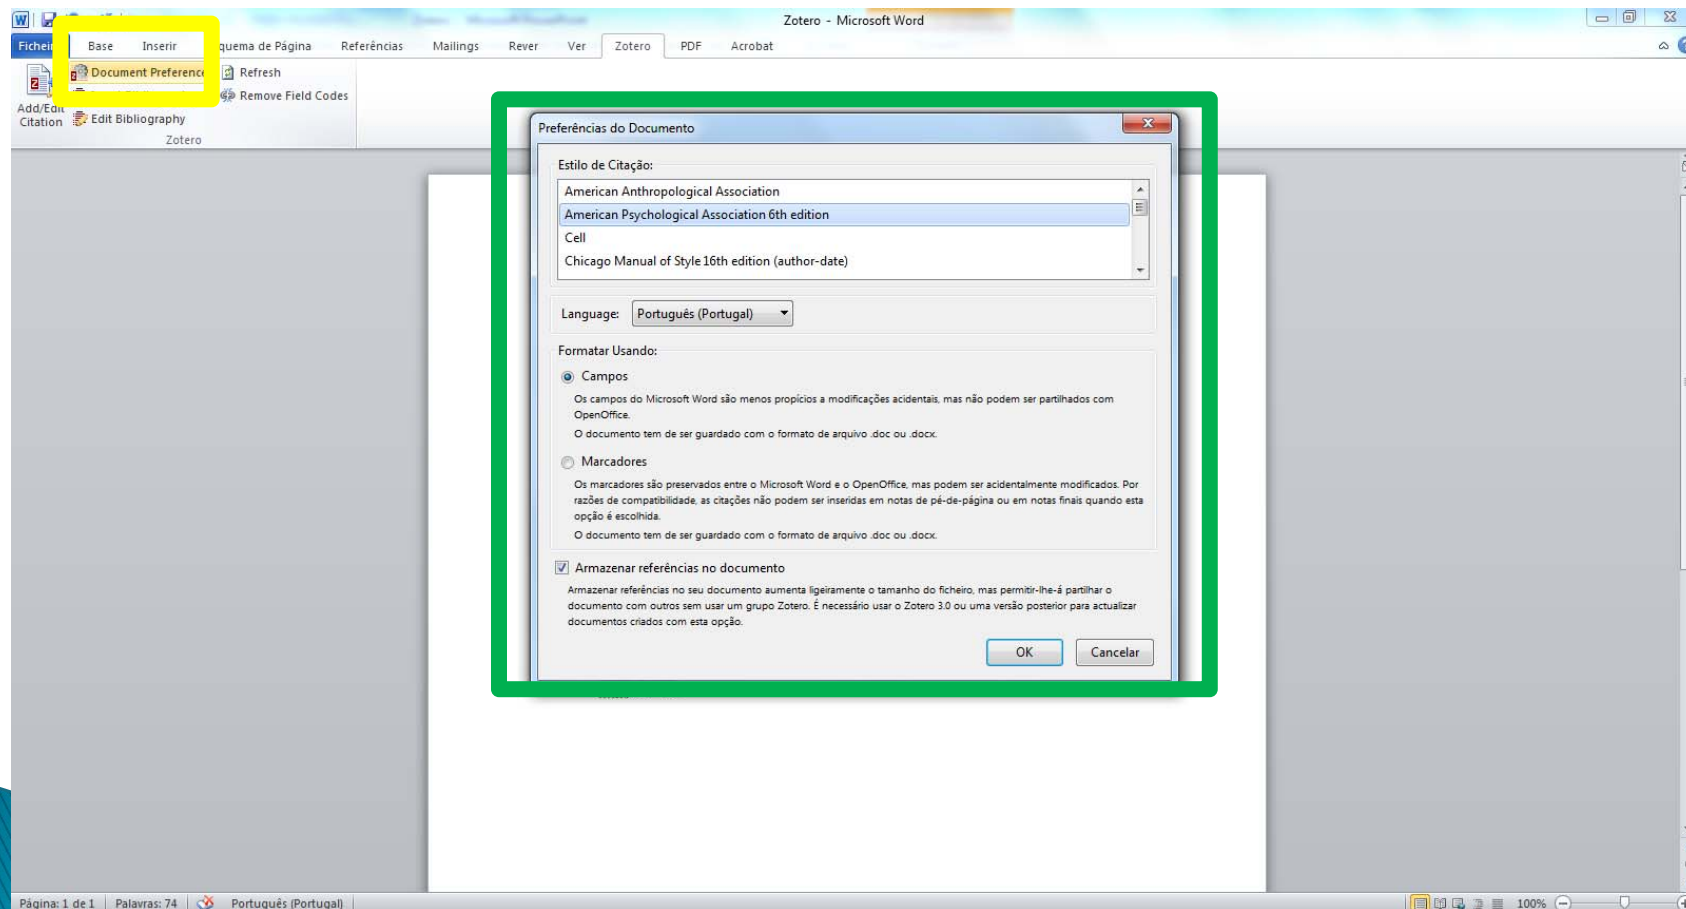 Zotero - Microsoft Word
Base Inserir quema de Página Referências Mailings Rever Ver Zotero PDF Acrobat
Document Preference Refresh
Remove Field Codes
Add/Edit
Citation Edit Bibliography
Zotero
Preferências do Documento
Estilo de Citação:
American Anthropological Association
American Psychological Association 6th edition
Cell
Chicago Manual of Style 16th edition (author-date)
Language: Português (Portugal)
Formatar Usando:
Campos
Os campos do Microsoft Word são menos propícios a modificações acidentais, mas não podem ser partilhados com
OpenOffice.
O documento tem de ser guardado com o formato de arquivo .doc ou .docx.
Marcadores
Os marcadores são preservados entre o Microsoft Word e o OpenOffice, mas podem ser acidentalmente modificados. Por
razões de compatibilidade, as citações não podem ser inseridas em notas de pé-de-página ou em notas finais quando esta
opção é escolhida.
O documento tem de ser guardado com o formato de arquivo .doc ou .docx.
Armazenar referências no documento
Armazenar referências no seu documento aumenta ligeiramente o tamanho do ficheiro, mas permitir-lhe-á partilhar o
documento com outros sem usar um grupo Zotero. É necessário usar o Zotero 3.0 ou uma versão posterior para actualizar
documentos criados com esta opção.
OK Cancelar
Página: 1 de 1 Palavras: 74 Português (Portugal) 100%